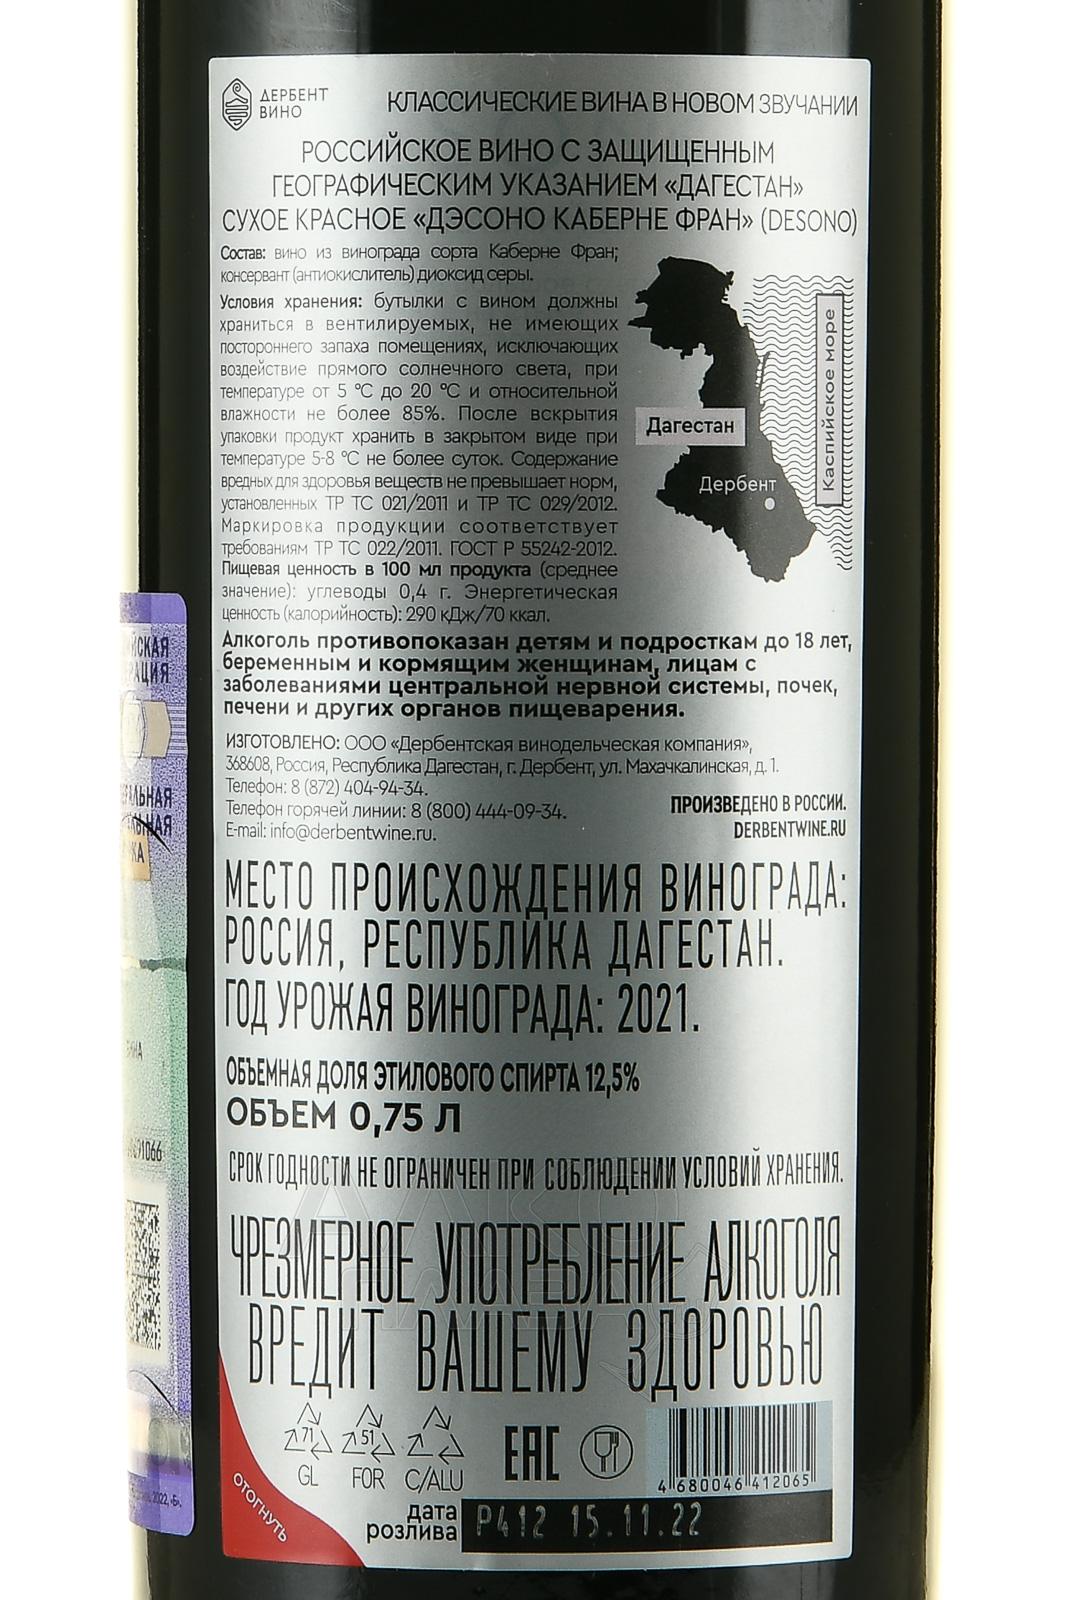 ДЕРБЕНТ
ВИНО
КЛАССИЧЕСКИЕ ВИНА В НОВОМ ЗВУЧАНИИ
РОССИЙСКОЕ ВИНО С ЗАЩИЩЕННЫМ
ГЕОГРАФИЧЕСКИМ УКАЗАНИЕМ «ДАГЕСТАН»
СУХОЕ КРАСНОЕ «ДЭСОНО КАБЕРНЕ ФРАН» (DESONO)
Состав: вино из винограда сорта Каберне Фран;
консервант (антиокислитель) диоксид серы.
Условия хранения: бутылки с вином должны
храниться в вентилируемых, не имеющих
постороннего запаха помещениях, исключающих
воздействие прямого солнечного света, при
температуре от 5 °C до 20 °C и относительной
влажности не более 85%. После вскрытия
упаковки продукт хранить в закрытом виде при
температуре 5-8 °C не более суток. Содержание
вредных для здоровья веществ не превышает норм,
установленных ТР ТС 021/2011 и ТР ТС 029/2012.
Маркировка продукции соответствует
требованиям ТР ТС 022/2011. ГОСТ Р 55242-2012.
Пищевая ценность в 100 мл продукта (среднее
значение): углеводы 0,4 г. Энергетическая
ценность (калорийность): 290 кДж/70 ккал.
Дагестан
Дербент
Каспийское море
Алкоголь противопоказан детям и подросткам до 18 лет,
беременным и кормящим женщинам, лицам с
заболеваниями центральной нервной системы, почек,
печени и других органов пищеварения.
ИЗГОТОВЛЕНО: ООО «Дербентская винодельческая компания»,
368608, Россия, Республика Дагестан, г. Дербент, ул. Махачкалинская, д. 1.
Телефон: 8 (872) 404-94-34.
Телефон горячей линии: 8 (800) 444-09-34.
E-mail: info@derbentwine.ru.
ПРОИЗВЕДЕНО В РОССИИ.
DERBENTWINE.RU
МЕСТО ПРОИСХОЖДЕНИЯ ВИНОГРАДА:
РОССИЯ, РЕСПУБЛИКА ДАГЕСТАН.
ГОД УРОЖАЯ ВИНОГРАДА: 2021.
ОБЪЕМНАЯ ДОЛЯ ЭТИЛОВОГО СПИРТА 12,5%
ОБЪЕМ 0,75 Л
СРОК ГОДНОСТИ НЕ ОГРАНИЧЕН ПРИ СОБЛЮДЕНИИ УСЛОВИЙ ХРАНЕНИЯ.
ЧРЕЗМЕРНОЕ УПОТРЕБЛЕНИЕ АЛКОГОЛЯ
ВРЕДИТ ВАШЕМУ ЗДОРОВЬЮ
71 51
GL FOR C/ALU
EAC
4 680046 412065
ОТОГНУТЬ
дата
розлива
P412 15.11.22